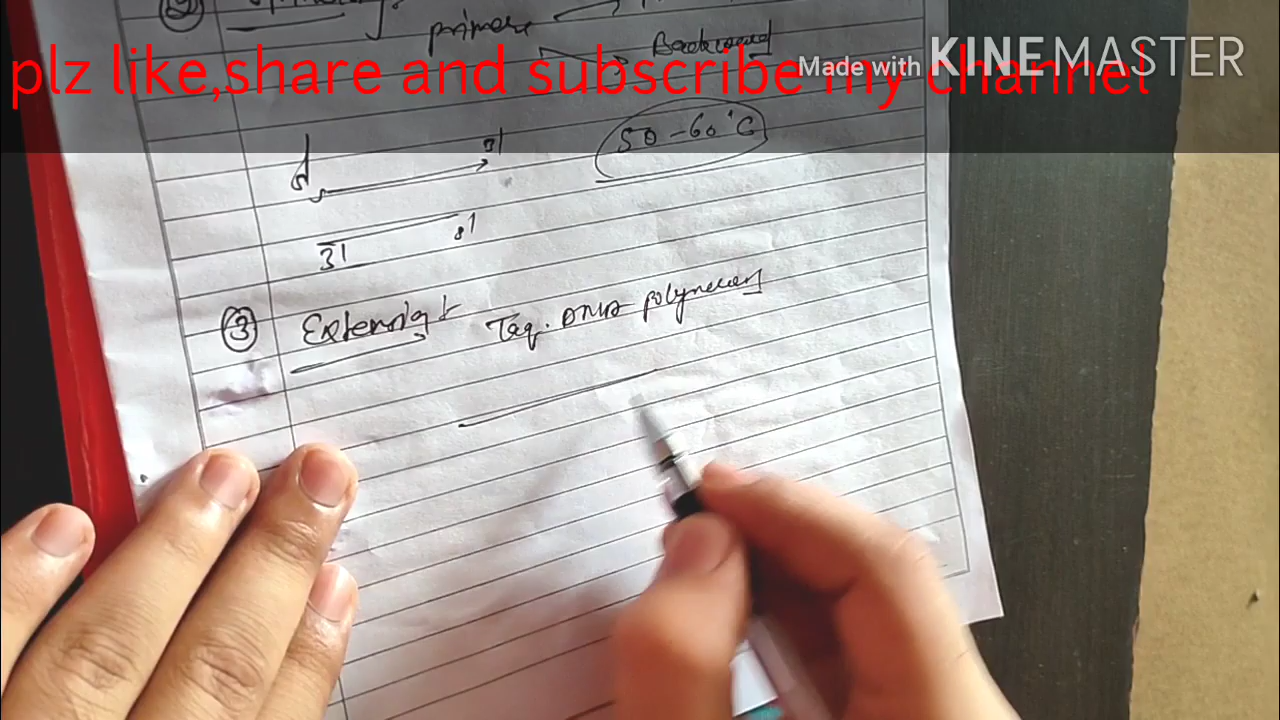 ②
primers
Backward
plz like,share and subscribe my channel
Made with KINEMASTER
50-60°C
5' 3'
3' 5'
③ Extension Taq. DNA polymerase